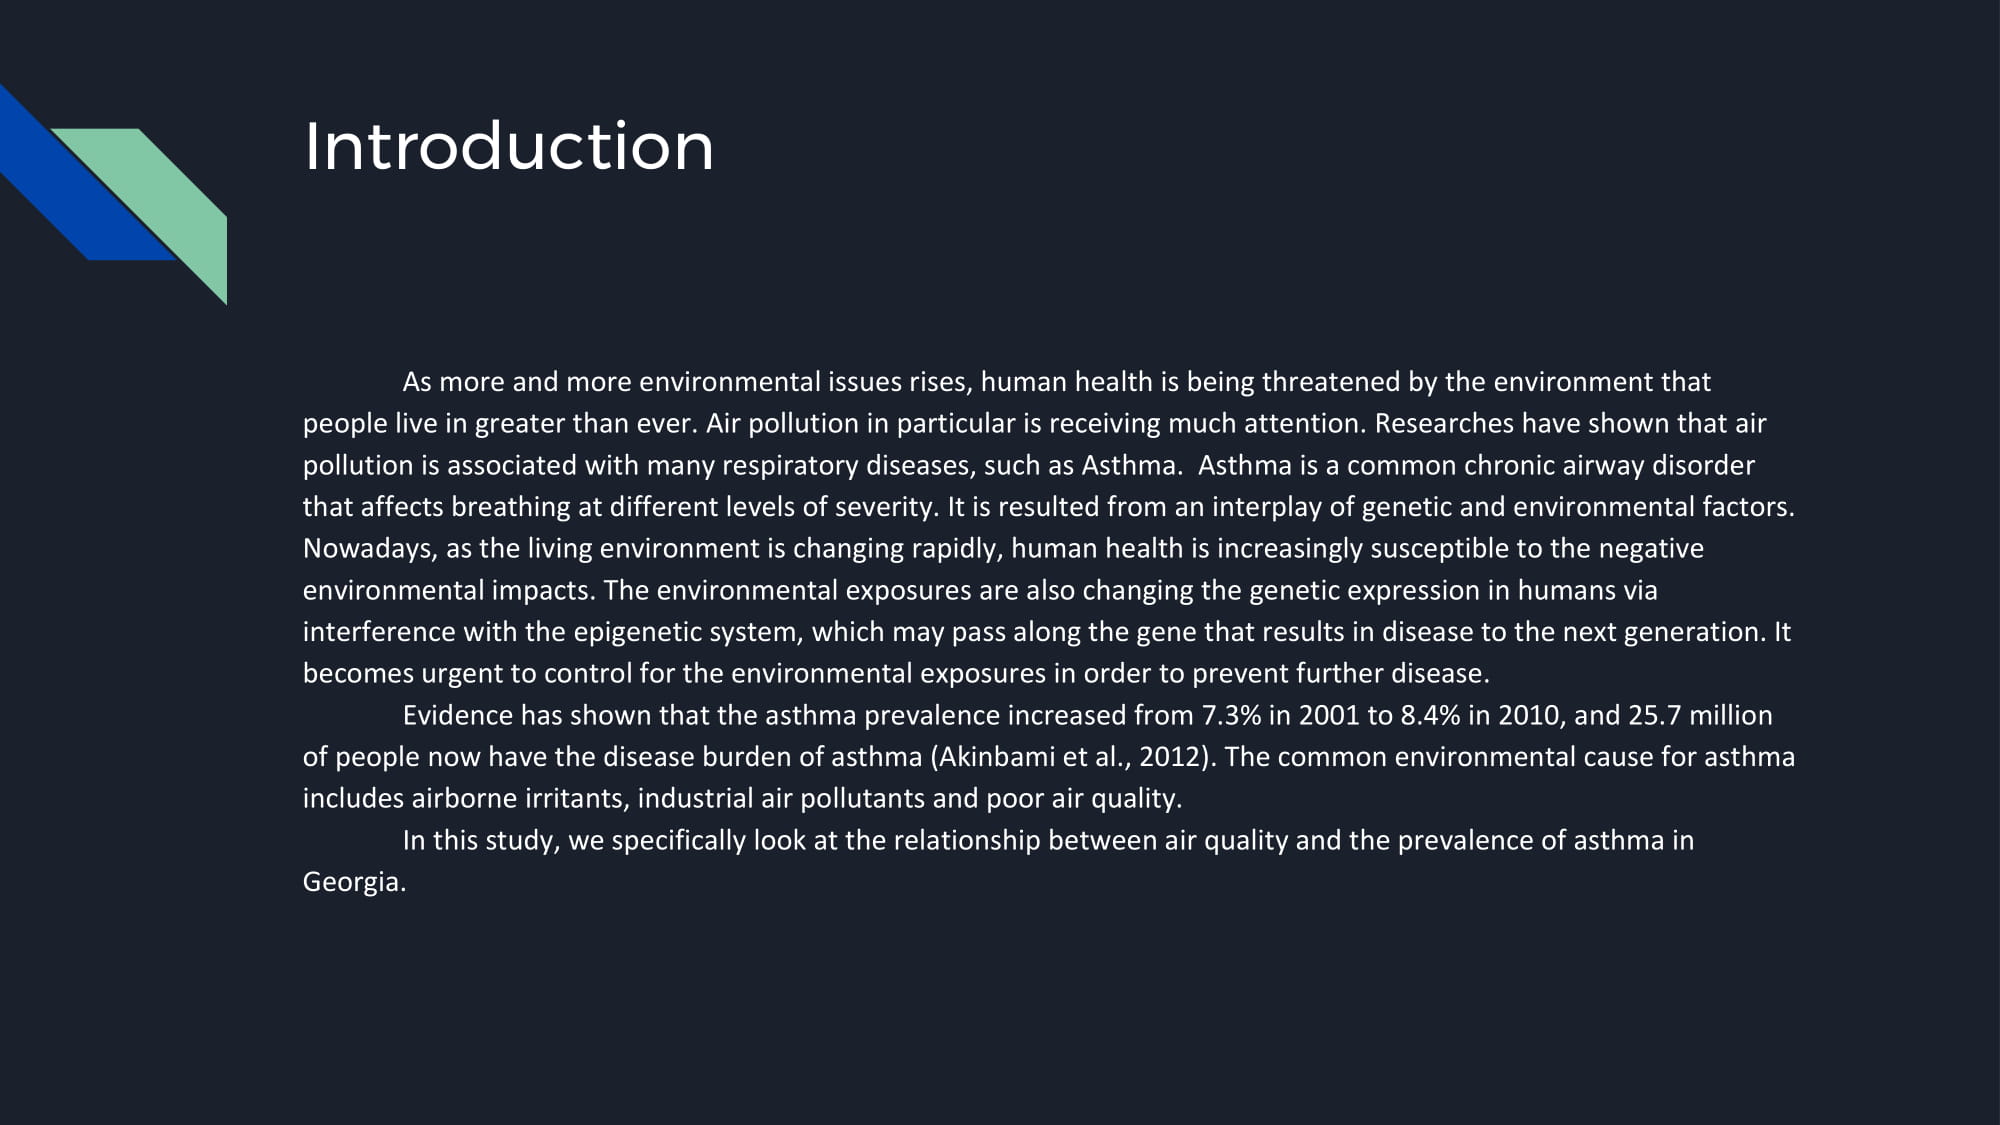 Introduction
As more and more environmental issues rises, human health is being threatened by the environment that
people live in greater than ever. Air pollution in particular is receiving much attention. Researches have shown that air
pollution is associated with many respiratory diseases, such as Asthma.  Asthma is a common chronic airway disorder
that affects breathing at different levels of severity. It is resulted from an interplay of genetic and environmental factors.
Nowadays, as the living environment is changing rapidly, human health is increasingly susceptible to the negative
environmental impacts. The environmental exposures are also changing the genetic expression in humans via
interference with the epigenetic system, which may pass along the gene that results in disease to the next generation. It
becomes urgent to control for the environmental exposures in order to prevent further disease.
Evidence has shown that the asthma prevalence increased from 7.3% in 2001 to 8.4% in 2010, and 25.7 million
of people now have the disease burden of asthma (Akinbami et al., 2012). The common environmental cause for asthma
includes airborne irritants, industrial air pollutants and poor air quality.
In this study, we specifically look at the relationship between air quality and the prevalence of asthma in
Georgia.